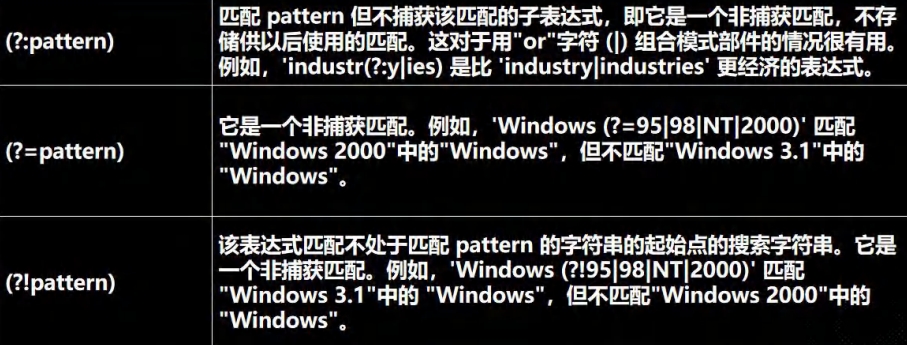 (?:pattern)
匹配 pattern 但不捕获该匹配的子表达式，即它是一个非捕获匹配，不存
储供以后使用的匹配。这对于用"or"字符 (|) 组合模式部件的情况很有用。
例如，'industr(?:y|ies) 是比 'industry|industries' 更经济的表达式。
(?=pattern)
它是一个非捕获匹配。例如，'Windows (?=95|98|NT|2000)' 匹配
"Windows 2000"中的"Windows"，但不匹配"Windows 3.1"中的
"Windows"。
(?!pattern)
该表达式匹配不处于匹配 pattern 的字符串的起始点的搜索字符串。它是
一个非捕获匹配。例如，'Windows (?!95|98|NT|2000)' 匹配
"Windows 3.1"中的 "Windows"，但不匹配"Windows 2000"中的
"Windows"。